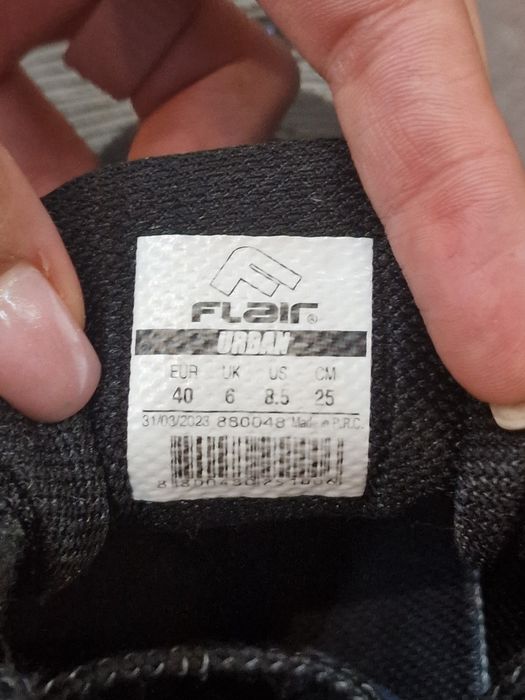 FLAIR®
URBAN
EUR UK US CM
40 6 8.5 25
31/03/2023 880048 Made in P.R.C.